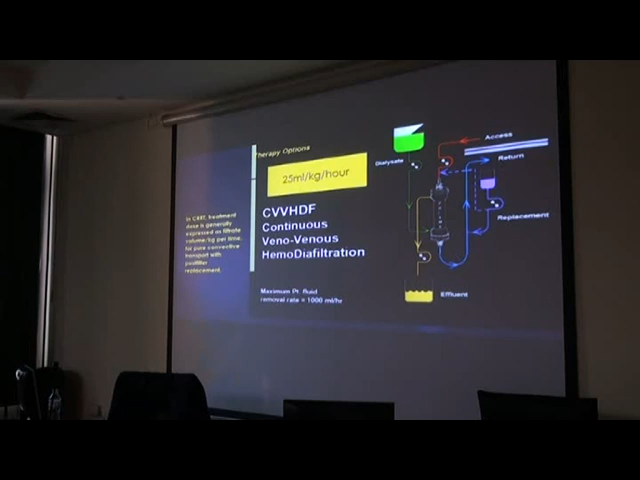 Therapy Options
25ml/kg/hour
In CRRT, treatment
dose is generally
expressed as filtrate
volume/kg per time,
for pure convective
transport with
postfilter
replacement.
CVVHDF
Continuous
Veno-Venous
HemoDiafiltration
Maximum Pt. fluid
removal rate = 1000 ml/hr
Access
Dialysate
Return
Replacement
Effluent